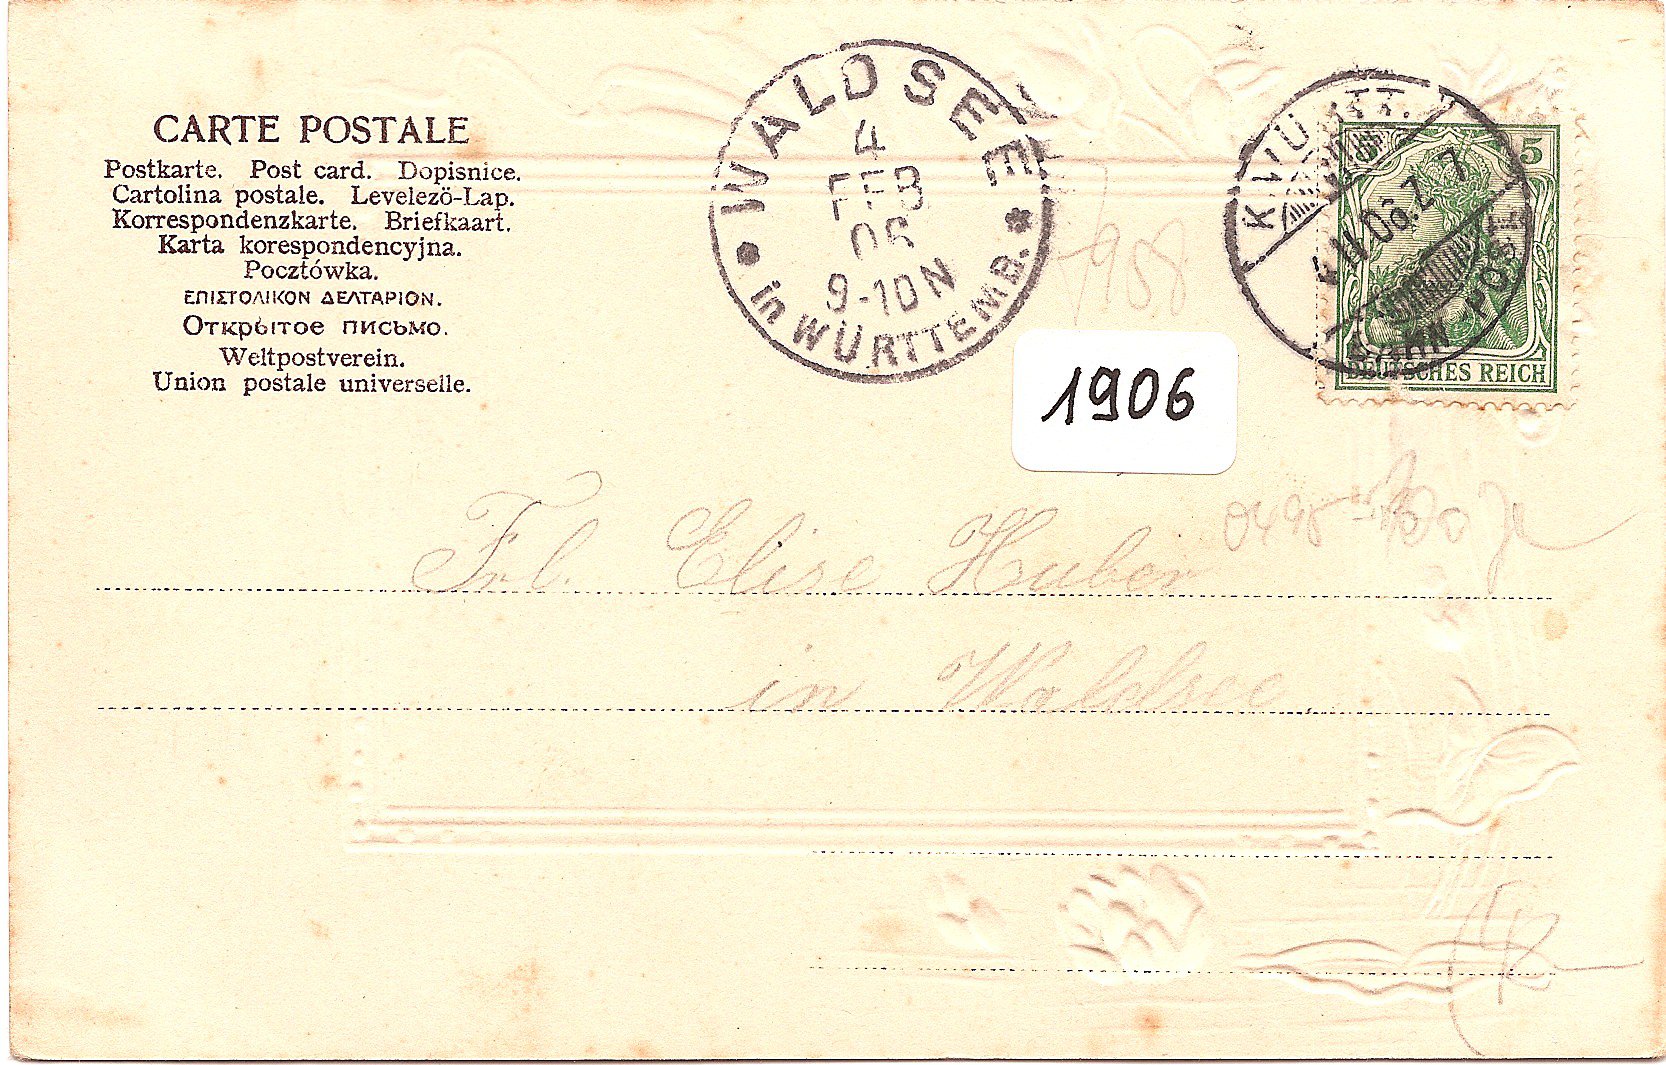 CARTE POSTALE
Postkarte. Post card. Dopisnice.
Cartolina postale. Levelező-Lap.
Korrespondenzkarte. Briefkaart.
Karta korespondencyjna.
Pocztówka.
ΕΠΙΣΤΟΛΙΚΟΝ ΔΕΛΤΑΡΙΟΝ.
Открытое письмо.
Weltpostverein.
Union postale universelle.
WALDSEE
4
FEB
06
9-10N
in WÜRTTEMB.
5
DEUTSCHES REICH
1906
Frl. Elise Huber
in Waldsee.